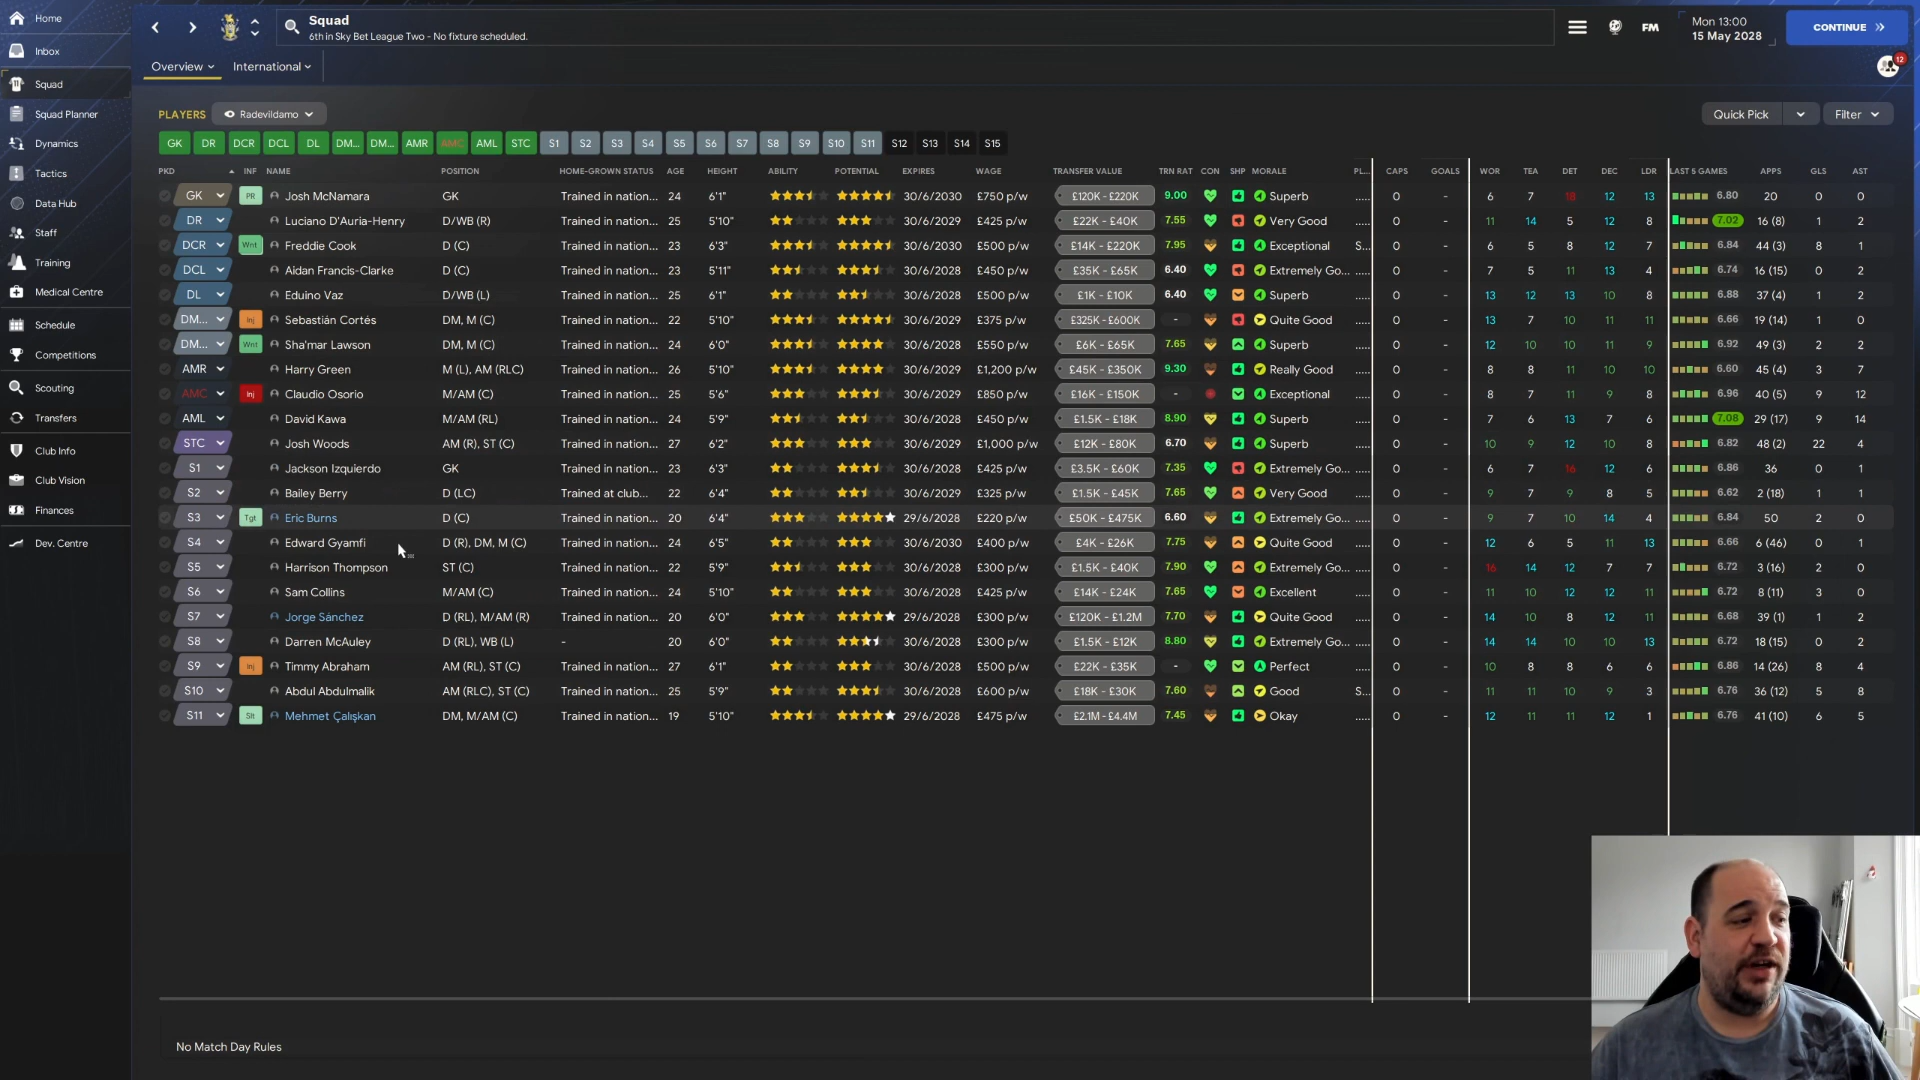 Home
Inbox
Squad
Squad Planner
Dynamics
Tactics
Data Hub
Staff
Training
Medical Centre
Schedule
Competitions
Scouting
Transfers
Club Info
Club Vision
Finances
Dev. Centre
Squad
6th in Sky Bet League Two - No fixture scheduled.
FM
Mon 13:00
15 May 2028
CONTINUE
12
Overview International
PLAYERS Radevildamo Quick Pick Filter
GK DR DCR DCL DL DM... DM... AMR AMC AML STC S1 S2 S3 S4 S5 S6 S7 S8 S9 S10 S11 S12 S13 S14 S15
PKD INF NAME POSITION HOME-GROWN STATUS AGE HEIGHT ABILITY POTENTIAL EXPIRES WAGE TRANSFER VALUE TRN RAT CON SHP MORALE PL... CAPS GOALS WOR TEA DET DEC LDR LAST 5 GAMES APPS GLS AST
GK PR Josh McNamara GK Trained in nation... 24 6'1" 30/6/2030 £750 p/w £120K - £220K 9.00 Superb ..... 0 - 6 7 18 12 13 6.80 20 0 0
DR Luciano D'Auria-Henry D/WB (R) Trained in nation... 25 5'10" 30/6/2029 £425 p/w £22K - £40K 7.55 Very Good ..... 0 - 11 14 5 12 8 7.02 16 (8) 1 2
DCR Wnt Freddie Cook D (C) Trained in nation... 23 6'3" 30/6/2030 £500 p/w £14K - £220K 7.95 Exceptional S... 0 - 6 5 8 12 7 6.84 44 (3) 8 1
DCL Aidan Francis-Clarke D (C) Trained in nation... 23 5'11" 30/6/2028 £450 p/w £35K - £65K 6.40 Extremely Go... ..... 0 - 7 5 11 13 4 6.74 16 (15) 0 2
DL Eduino Vaz D/WB (L) Trained in nation... 25 6'1" 30/6/2028 £500 p/w £1K - £10K 6.40 Superb ..... 0 - 13 12 13 10 8 6.88 37 (4) 1 2
DM... Inj Sebastián Cortés DM, M (C) Trained in nation... 22 5'10" 30/6/2029 £375 p/w £325K - £600K - Quite Good ..... 0 - 13 7 10 11 11 6.66 19 (14) 1 0
DM... Wnt Sha'mar Lawson DM, M (C) Trained in nation... 24 6'0" 30/6/2028 £550 p/w £6K - £65K 7.65 Superb ..... 0 - 12 10 10 11 9 6.92 49 (3) 2 2
AMR Harry Green M (L), AM (RLC) Trained in nation... 26 5'10" 30/6/2029 £1,200 p/w £45K - £350K 9.30 Really Good ..... 0 - 8 8 11 10 10 6.60 45 (4) 3 7
AMC Inj Claudio Osorio M/AM (C) Trained in nation... 25 5'6" 30/6/2029 £850 p/w £16K - £150K - Exceptional ..... 0 - 8 7 11 9 8 6.96 40 (5) 9 12
AML David Kawa M/AM (RL) Trained in nation... 24 5'9" 30/6/2028 £450 p/w £1.5K - £18K 8.90 Superb ..... 0 - 7 6 13 7 6 7.08 29 (17) 9 14
STC Josh Woods AM (R), ST (C) Trained in nation... 27 6'2" 30/6/2029 £1,000 p/w £12K - £80K 6.70 Superb ..... 0 - 10 9 12 10 8 6.82 48 (2) 22 4
S1 Jackson Izquierdo GK Trained in nation... 23 6'3" 30/6/2028 £425 p/w £3.5K - £60K 7.35 Extremely Go... ..... 0 - 6 7 16 12 6 6.86 36 0 1
S2 Bailey Berry D (LC) Trained at club... 22 6'4" 30/6/2029 £325 p/w £1.5K - £45K 7.65 Very Good ..... 0 - 9 7 9 8 5 6.62 2 (18) 1 1
S3 Tgt Eric Burns D (C) Trained in nation... 20 6'4" 29/6/2028 £220 p/w £50K - £475K 6.60 Extremely Go... ..... 0 - 9 7 10 14 4 6.84 50 2 0
S4 Edward Gyamfi D (R), DM, M (C) Trained in nation... 24 6'5" 30/6/2030 £400 p/w £4K - £26K 7.75 Quite Good ..... 0 - 12 6 5 11 13 6.66 6 (46) 0 1
S5 Harrison Thompson ST (C) Trained in nation... 22 5'9" 30/6/2028 £300 p/w £1.5K - £40K 7.90 Extremely Go... ..... 0 - 16 14 12 7 7 6.72 3 (16) 2 0
S6 Sam Collins M/AM (C) Trained in nation... 24 5'10" 30/6/2028 £425 p/w £14K - £24K 7.65 Excellent ..... 0 - 11 10 12 12 11 6.72 8 (11) 3 0
S7 Jorge Sánchez D (RL), M/AM (R) Trained in nation... 20 6'0" 29/6/2028 £300 p/w £120K - £1.2M 7.70 Quite Good ..... 0 - 14 10 8 12 11 6.68 39 (1) 1 2
S8 Darren McAuley D (RL), WB (L) - 20 6'0" 30/6/2028 £300 p/w £1.5K - £12K 8.80 Extremely Go... ..... 0 - 14 14 10 10 13 6.72 18 (15) 0 2
S9 Inj Timmy Abraham AM (RL), ST (C) Trained in nation... 27 6'1" 30/6/2028 £500 p/w £22K - £35K - Perfect ..... 0 - 10 8 8 6 6 6.86 14 (26) 8 4
S10 Abdul Abdulmalik AM (RLC), ST (C) Trained in nation... 25 5'9" 30/6/2028 £600 p/w £18K - £30K 7.60 Good S... 0 - 11 11 10 9 3 6.76 36 (12) 5 8
S11 Slt Mehmet Çalışkan DM, M/AM (C) Trained in nation... 19 5'10" 29/6/2028 £475 p/w £2.1M - £4.4M 7.45 Okay ..... 0 - 12 11 11 12 1 6.76 41 (10) 6 5
No Match Day Rules